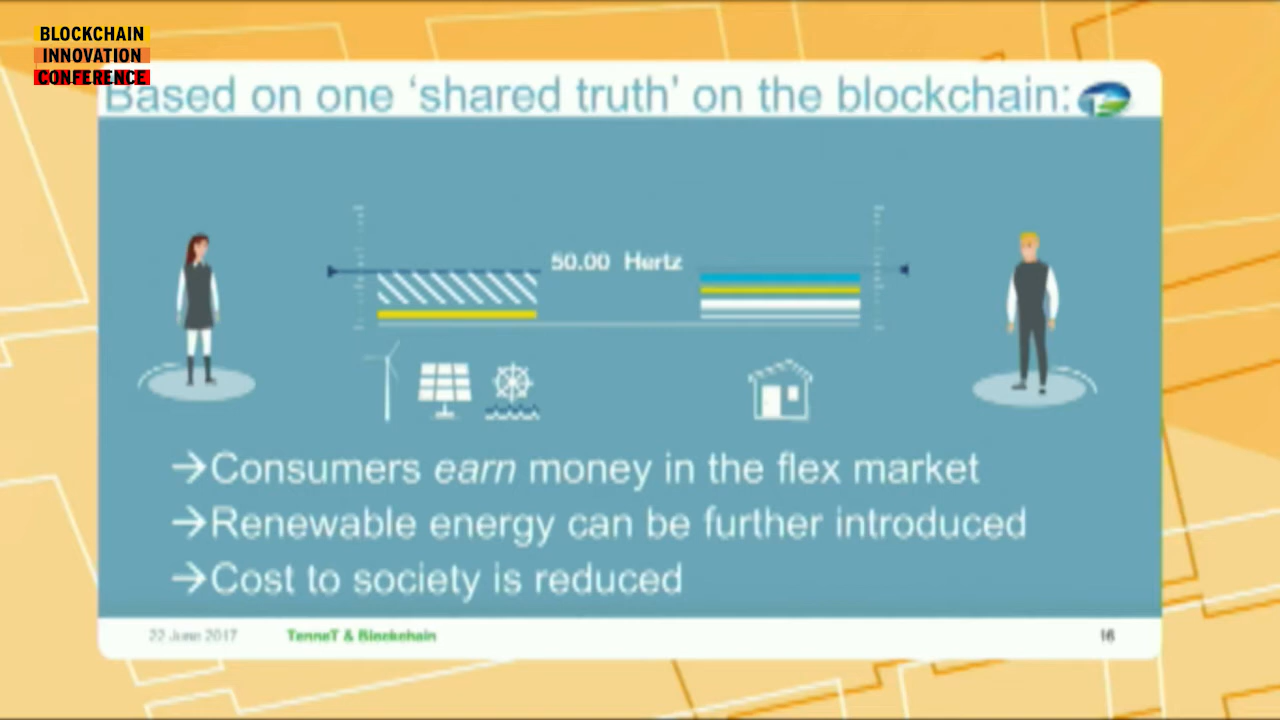 BLOCKCHAIN
INNOVATION
CONFERENCE
Based on one ‘shared truth’ on the blockchain:
50.00 Hertz
→Consumers earn money in the flex market
→Renewable energy can be further introduced
→Cost to society is reduced
22 June 2017 TenneT & Blockchain 16